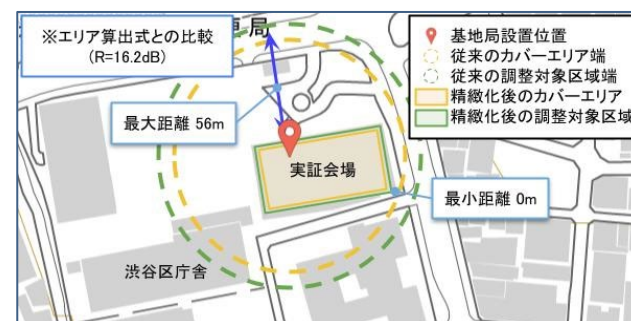 ※エリア算出式との比較
(R=16.2dB)
局
基地局設置位置
従来のカバーエリア端
従来の調整対象区域端
精緻化後のカバーエリア
精緻化後の調整対象区域
最大距離 56m
実証会場
最小距離 0m
渋谷区庁舎